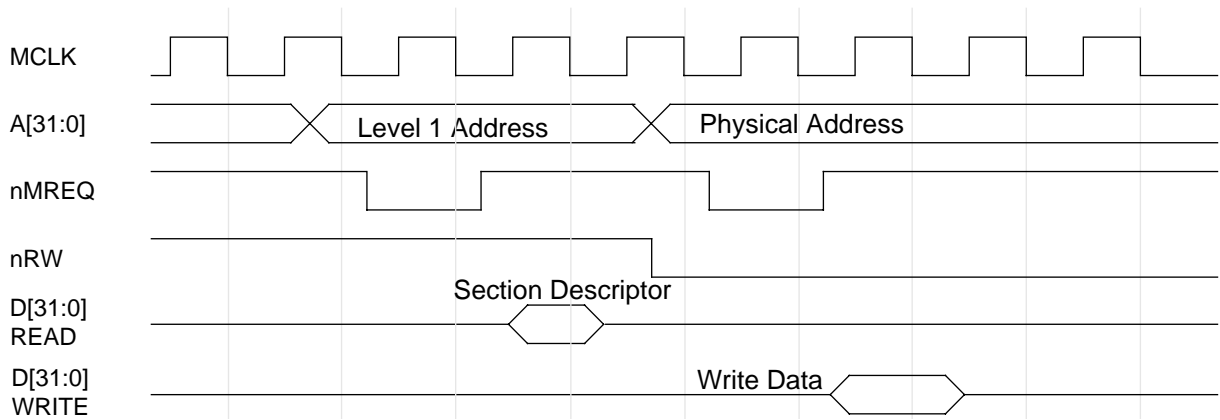 MCLK
A[31:0]
Level 1 Address
Physical Address
nMREQ
nRW
Section Descriptor
D[31:0]
READ
D[31:0]
Write Data
WRITE